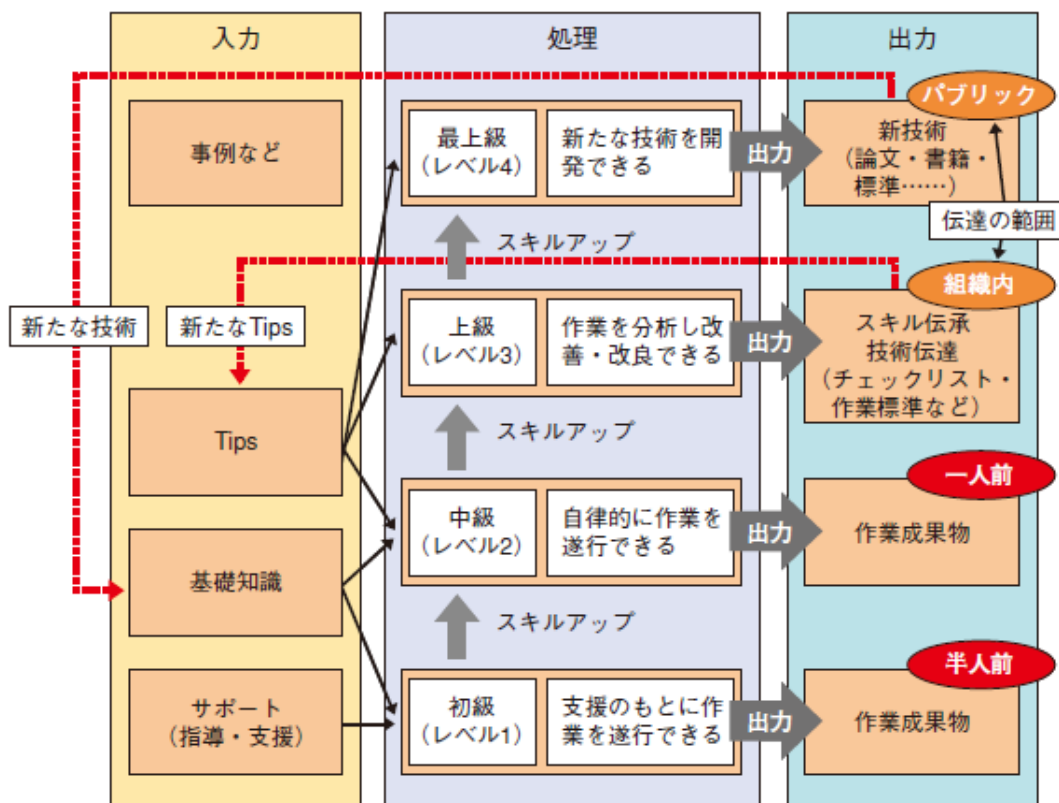 入力
処理
出力
パブリック
事例など
最上級
（レベル4）
新たな技術を開
発できる
出力
新技術
（論文・書籍・
標準……）
スキルアップ
伝達の範囲
組織内
新たな技術
新たなTips
上級
（レベル3）
作業を分析し改
善・改良できる
出力
スキル伝承
技術伝達
（チェックリスト・
作業標準など）
Tips
スキルアップ
一人前
中級
（レベル2）
自律的に作業を
遂行できる
出力
作業成果物
基礎知識
スキルアップ
半人前
サポート
（指導・支援）
初級
（レベル1）
支援のもとに作
業を遂行できる
出力
作業成果物